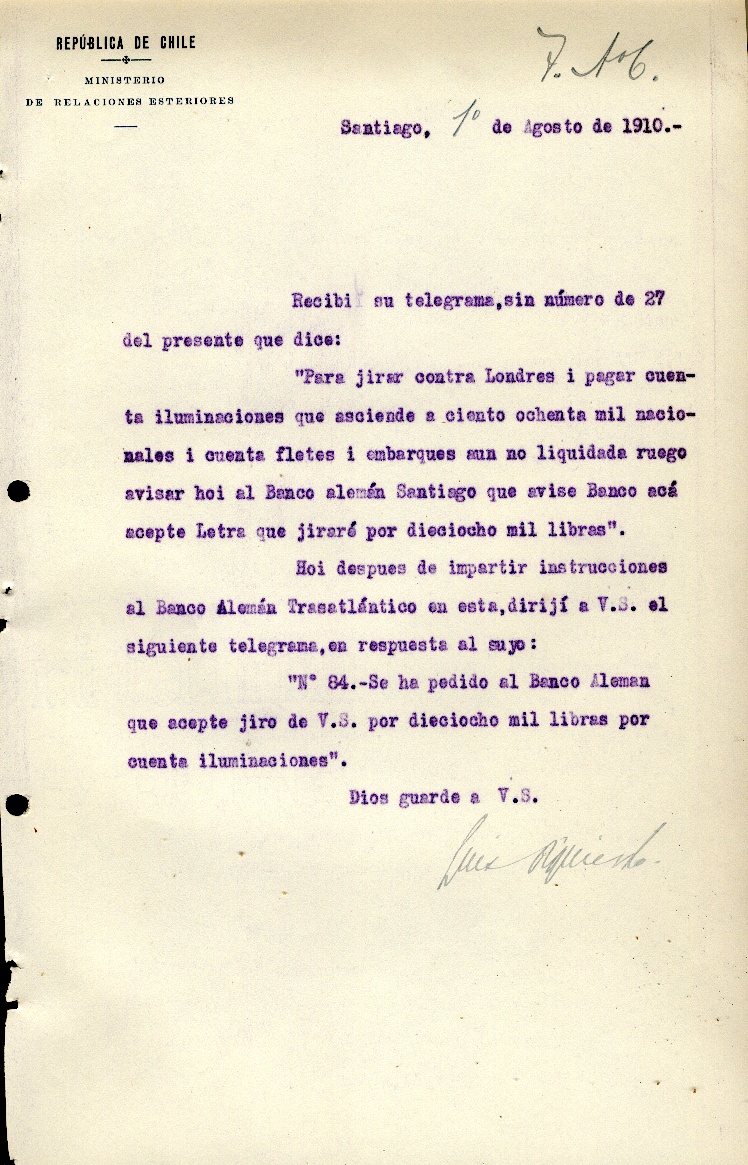 REPÚBLICA DE CHILE
MINISTERIO
DE RELACIONES ESTERIORES
Santiago, 1º de Agosto de 1910.-
Recibi su telegrama,sin número de 27
del presente que dice:
"Para jirar contra Londres i pagar cuen-
ta iluminaciones que asciende a ciento ochenta mil nacio-
nales i cuenta fletes i embarques aun no liquidada ruego
avisar hoi al Banco alemán Santiago que avise Banco acá
acepte Letra que jiraré por dieciocho mil libras".
Hoi despues de impartir instrucciones
al Banco Alemán Trasatlántico en esta,dirijí a V.S. el
siguiente telegrama,en respuesta al suyo:
"N° 84.-Se ha pedido al Banco Aleman
que acepte jiro de V.S. por dieciocho mil libras por
cuenta iluminaciones".
Dios guarde a V.S.
Luis Izquierdo.